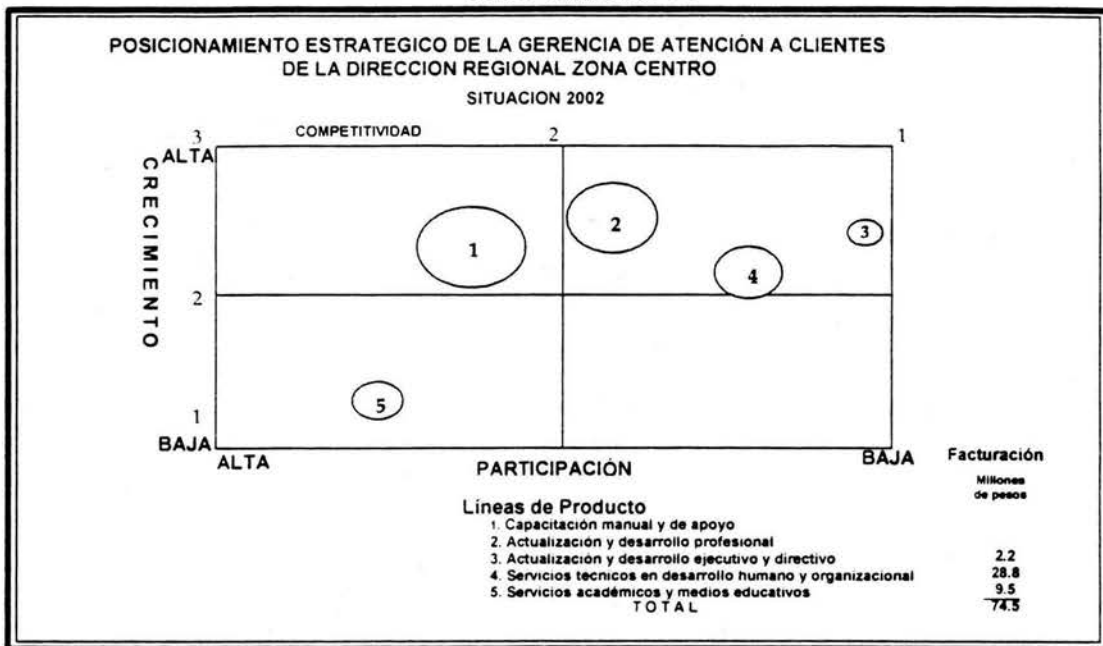 POSICIONAMIENTO ESTRATEGICO DE LA GERENCIA DE ATENCIÓN A CLIENTES
DE LA DIRECCION REGIONAL ZONA CENTRO
SITUACION 2002
3 COMPETITIVIDAD 2 1
ALTA
CRECIMIENTO
1
2
3
4
2
5
1
BAJA
ALTA PARTICIPACIÓN BAJA
Facturación
Millones
de pesos
Líneas de Producto
1. Capacitación manual y de apoyo
2. Actualización y desarrollo profesional
3. Actualización y desarrollo ejecutivo y directivo 2.2
4. Servicios técnicos en desarrollo humano y organizacional 28.8
5. Servicios académicos y medios educativos 9.5
TOTAL 74.5